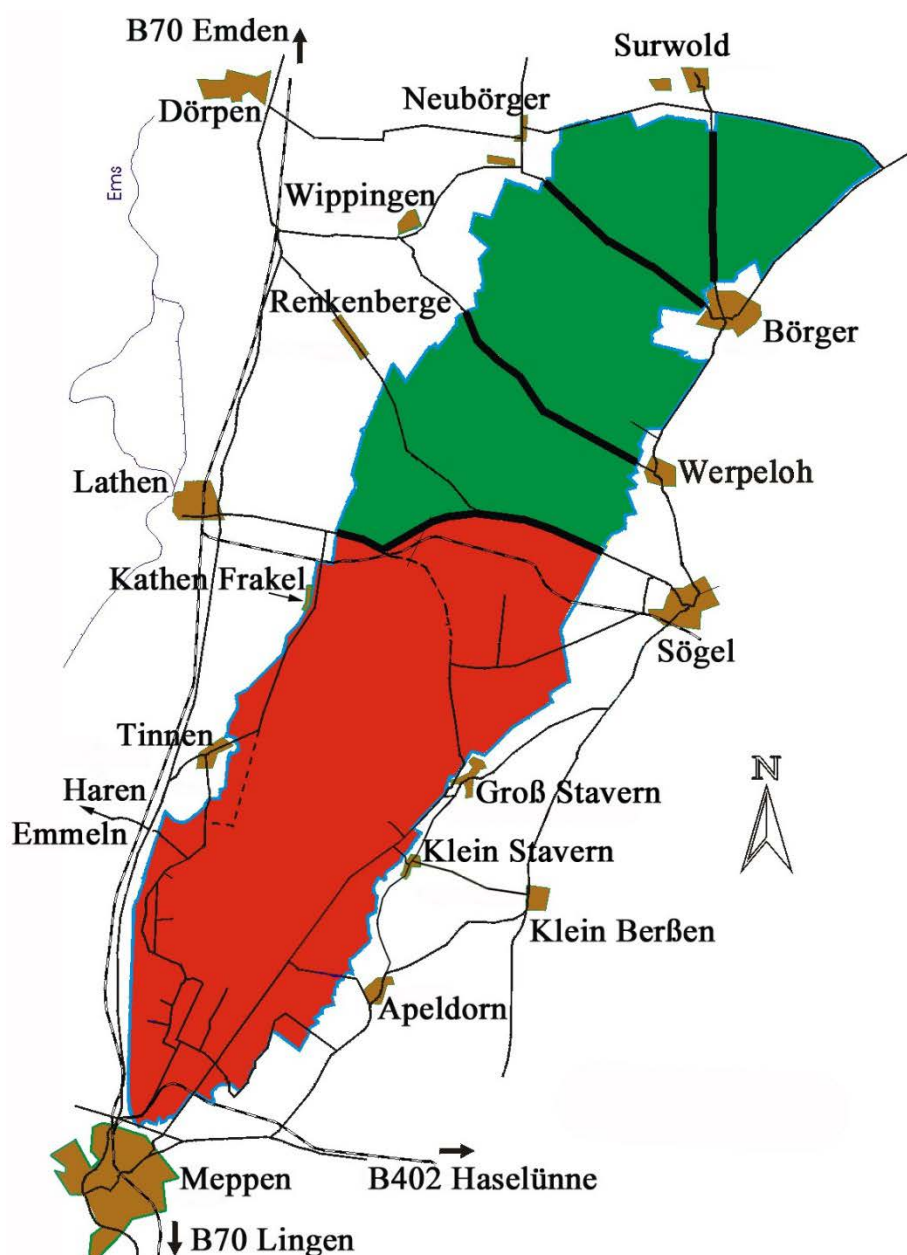 B70 Emden
Surwold
Dörpen
Neubörger
Ems
Wippingen
Renkenberge
Börger
Lathen
Werpeloh
Kathen Frakel
Sögel
Tinnen
N
Haren
Groß Stavern
Emmeln
Klein Stavern
Klein Berßen
Apeldorn
Meppen
B402 Haselünne
B70 Lingen